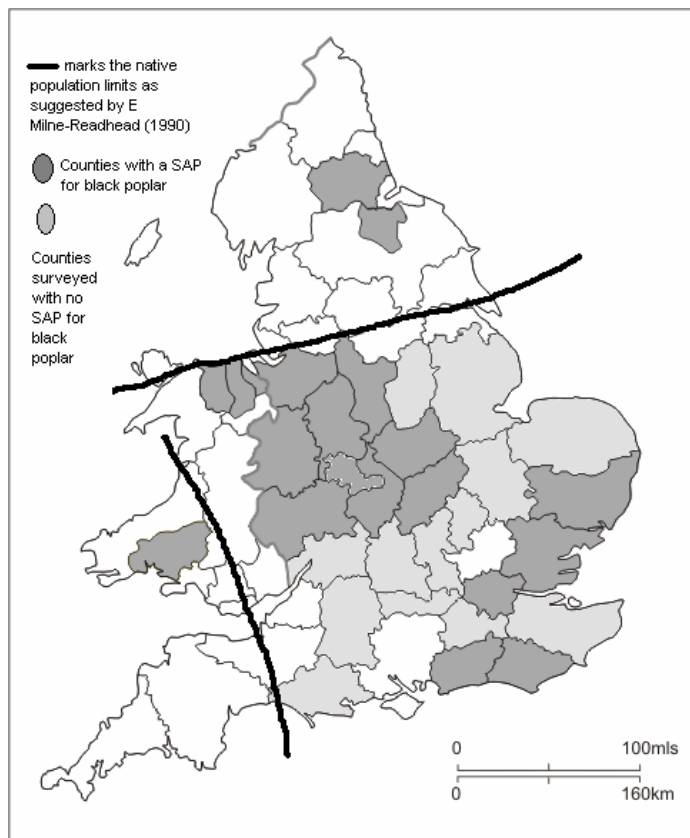 marks the native
population limits as
suggested by E
Milne-Readhead (1990)
Counties with a SAP
for black poplar
Counties
surveyed
with no
SAP for
black
poplar
0 100mls
0 160km